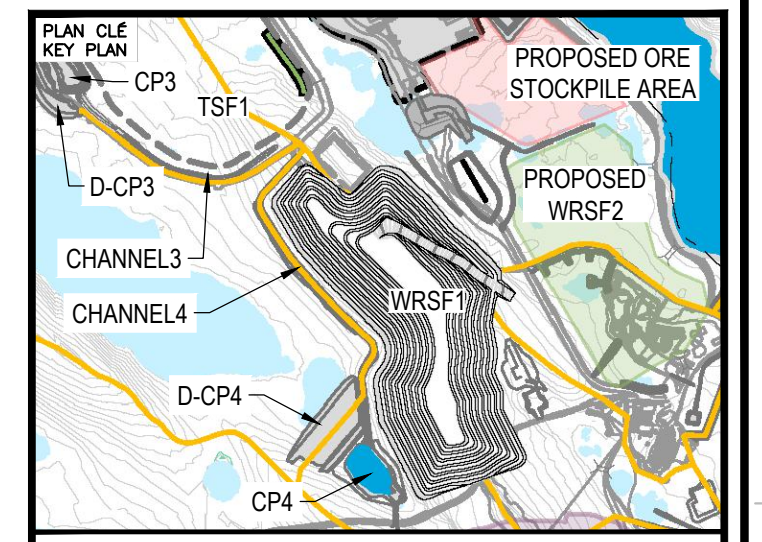 PLAN CLÉ
KEY PLAN
CP3
TSF1
PROPOSED ORE
STOCKPILE AREA
D-CP3
PROPOSED
WRSF2
CHANNEL3
CHANNEL4
WRSF1
D-CP4
CP4